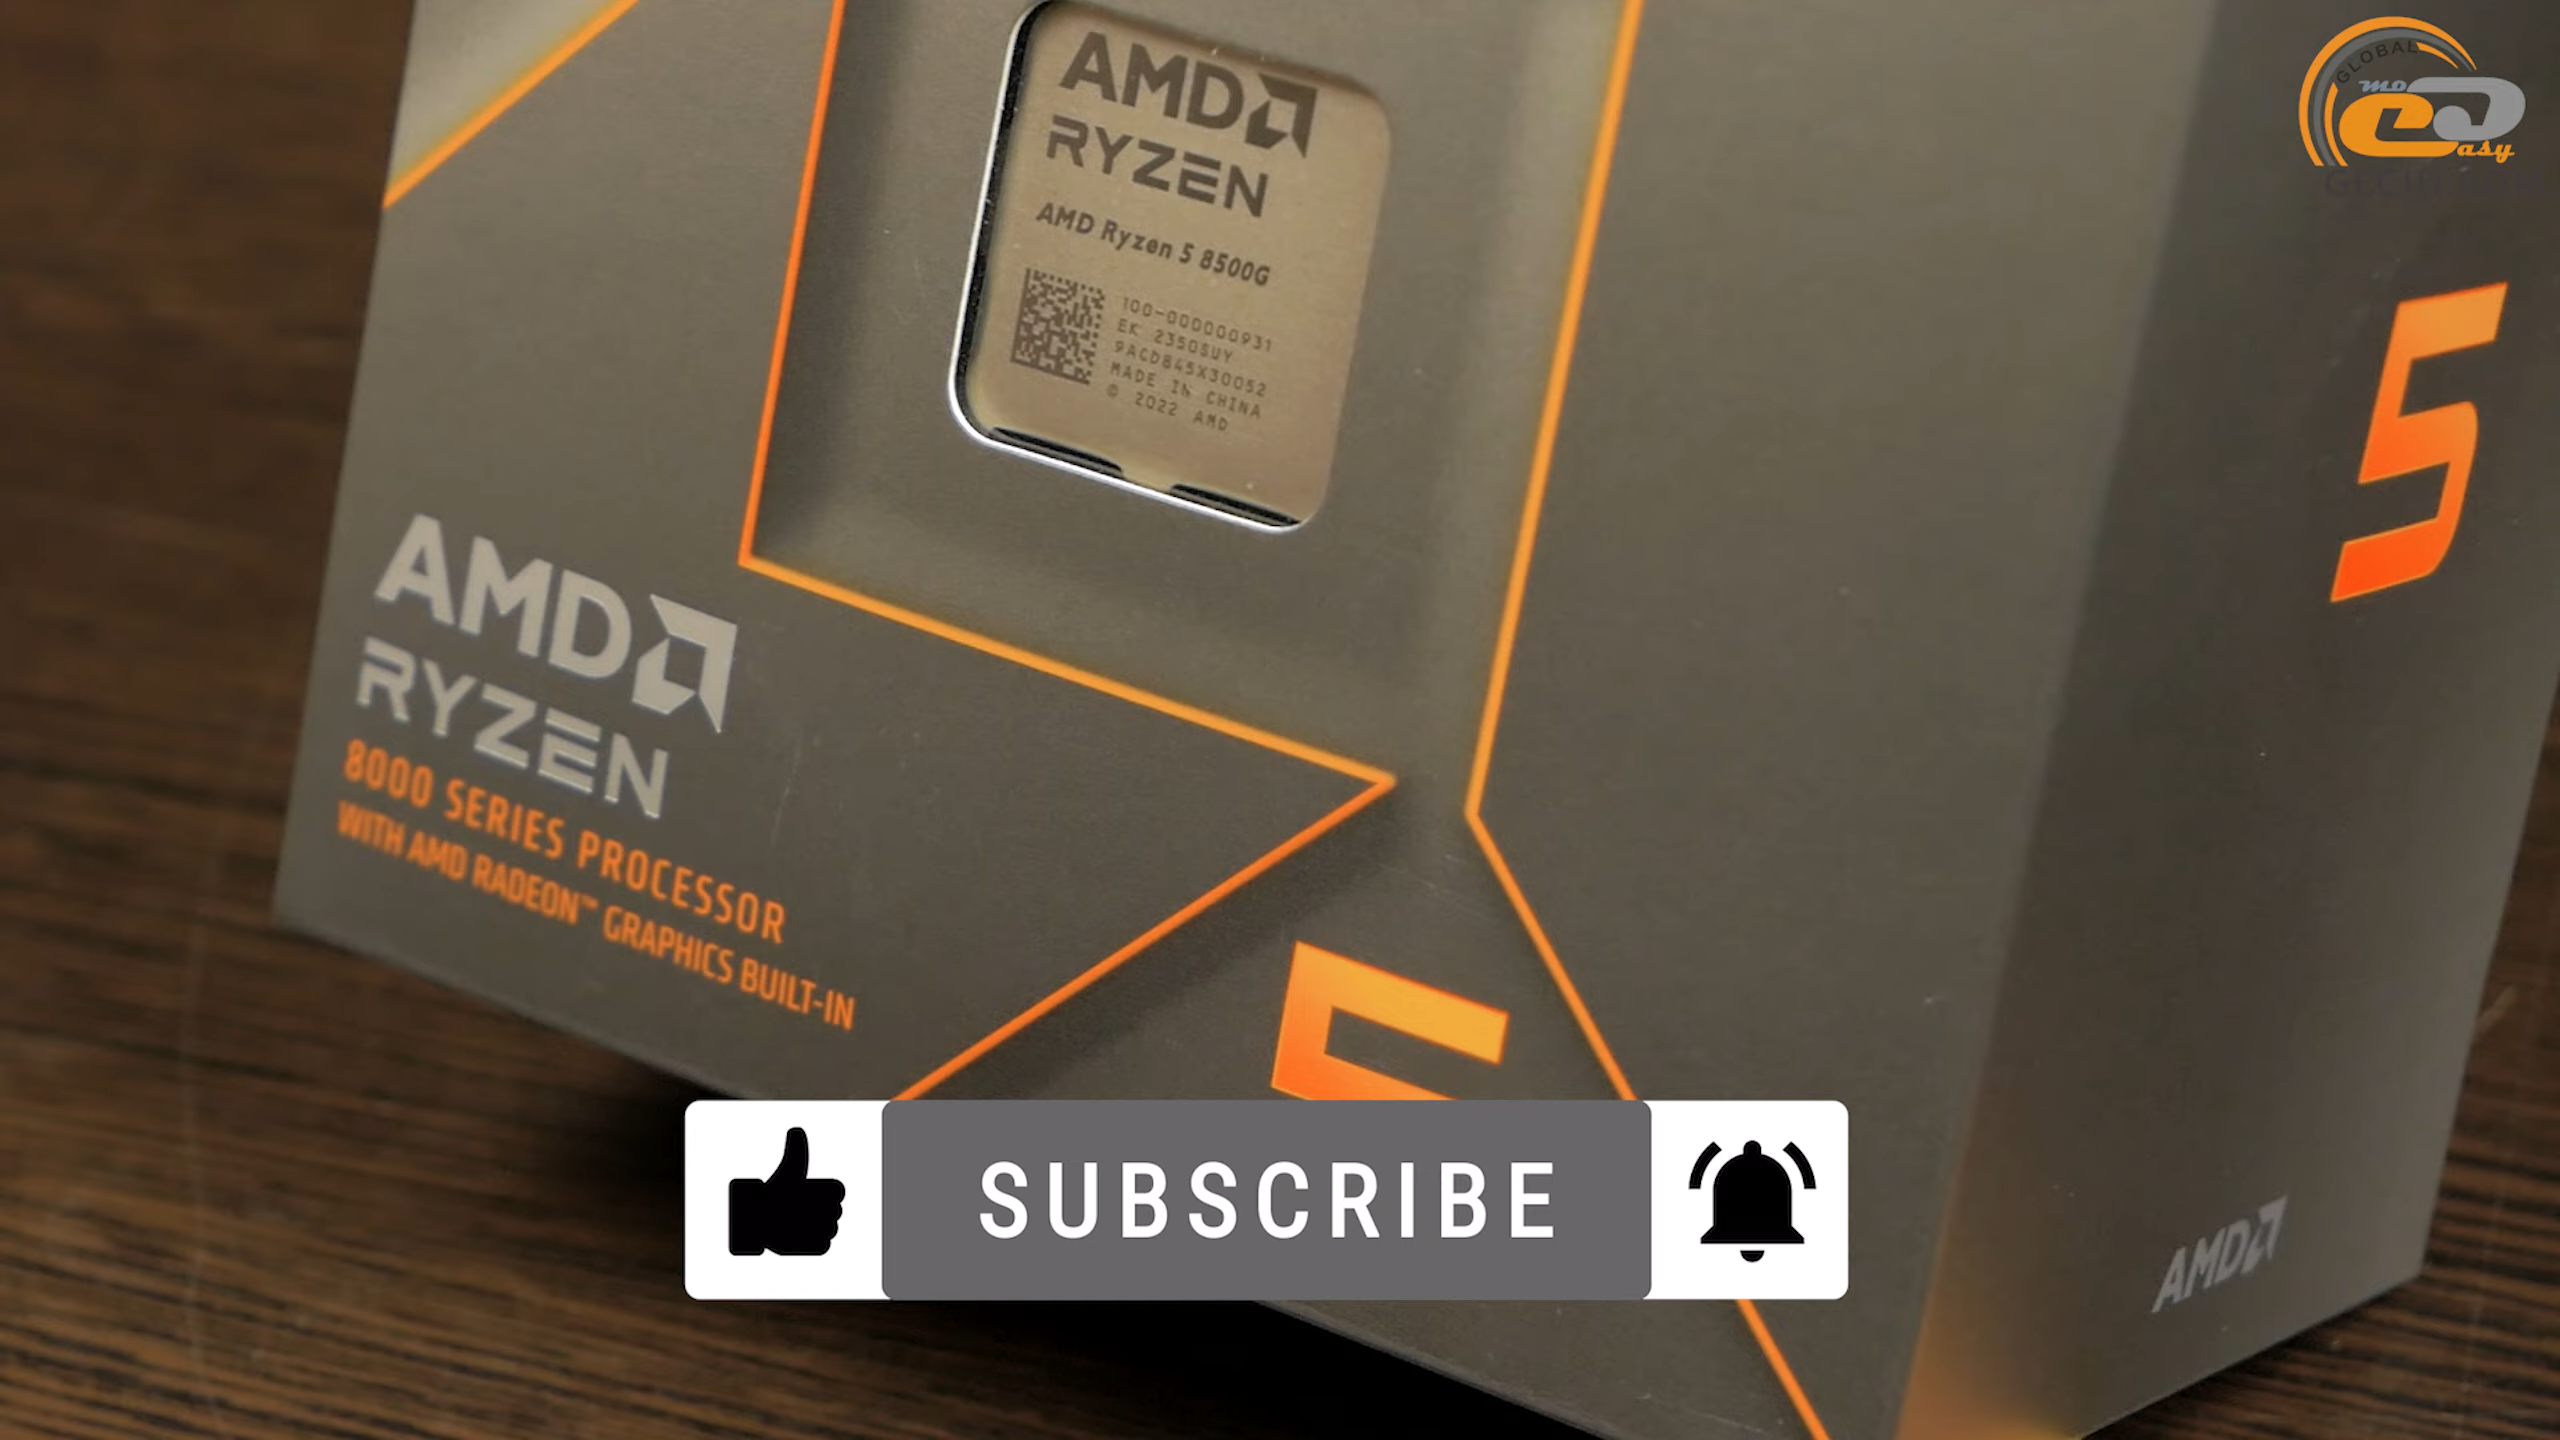 AMD
RYZEN
AMD Ryzen 5 8500G
100-000000931
EK 2350SUY
9ACD845X30052
MADE IN CHINA
© 2022 AMD
GLOBAL
easy
5
AMD
RYZEN
8000 SERIES PROCESSOR
WITH AMD RADEON™ GRAPHICS BUILT-IN
SUBSCRIBE
AMD